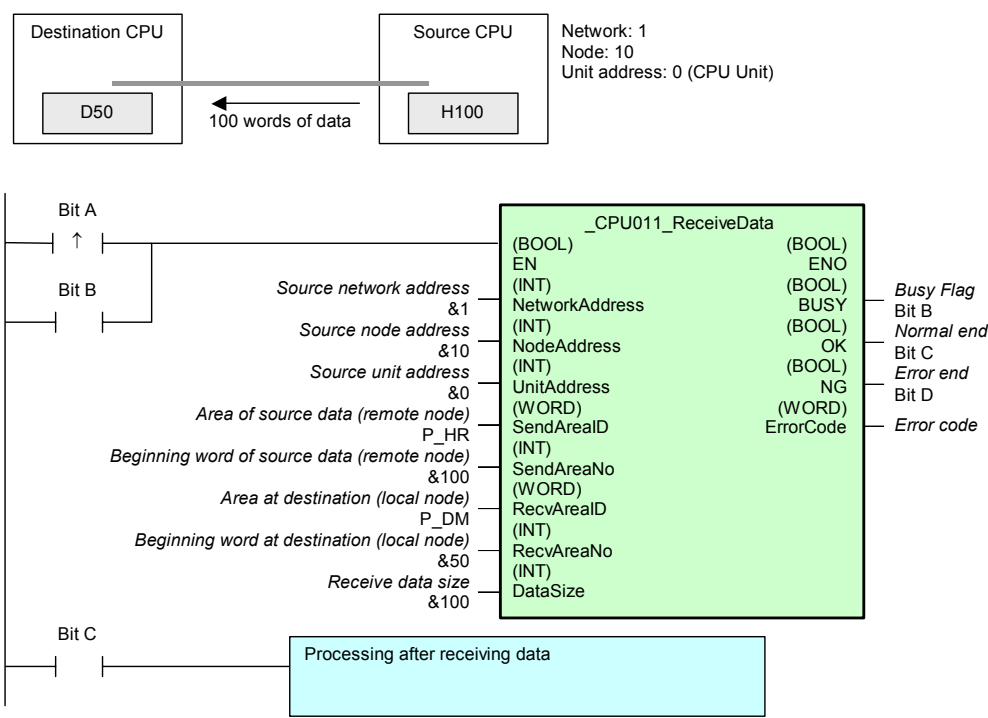 Destination CPU
Source CPU
Network: 1
Node: 10
Unit address: 0 (CPU Unit)
D50
100 words of data
H100
Bit A
↑
Bit B
_CPU011_ReceiveData
(BOOL) (BOOL)
EN ENO
Source network address
&1
(INT) (BOOL)
NetworkAddress BUSY
Busy Flag
Bit B
Source node address
&10
(INT) (BOOL)
NodeAddress OK
Normal end
Bit C
Source unit address
&0
(INT) (BOOL)
UnitAddress NG
Error end
Bit D
Area of source data (remote node)
P_HR
(WORD) (WORD)
SendAreaID ErrorCode
Error code
Beginning word of source data (remote node)
&100
(INT)
SendAreaNo
Area at destination (local node)
P_DM
(WORD)
RecvAreaID
Beginning word at destination (local node)
&50
(INT)
RecvAreaNo
Receive data size
&100
(INT)
DataSize
Bit C
Processing after receiving data